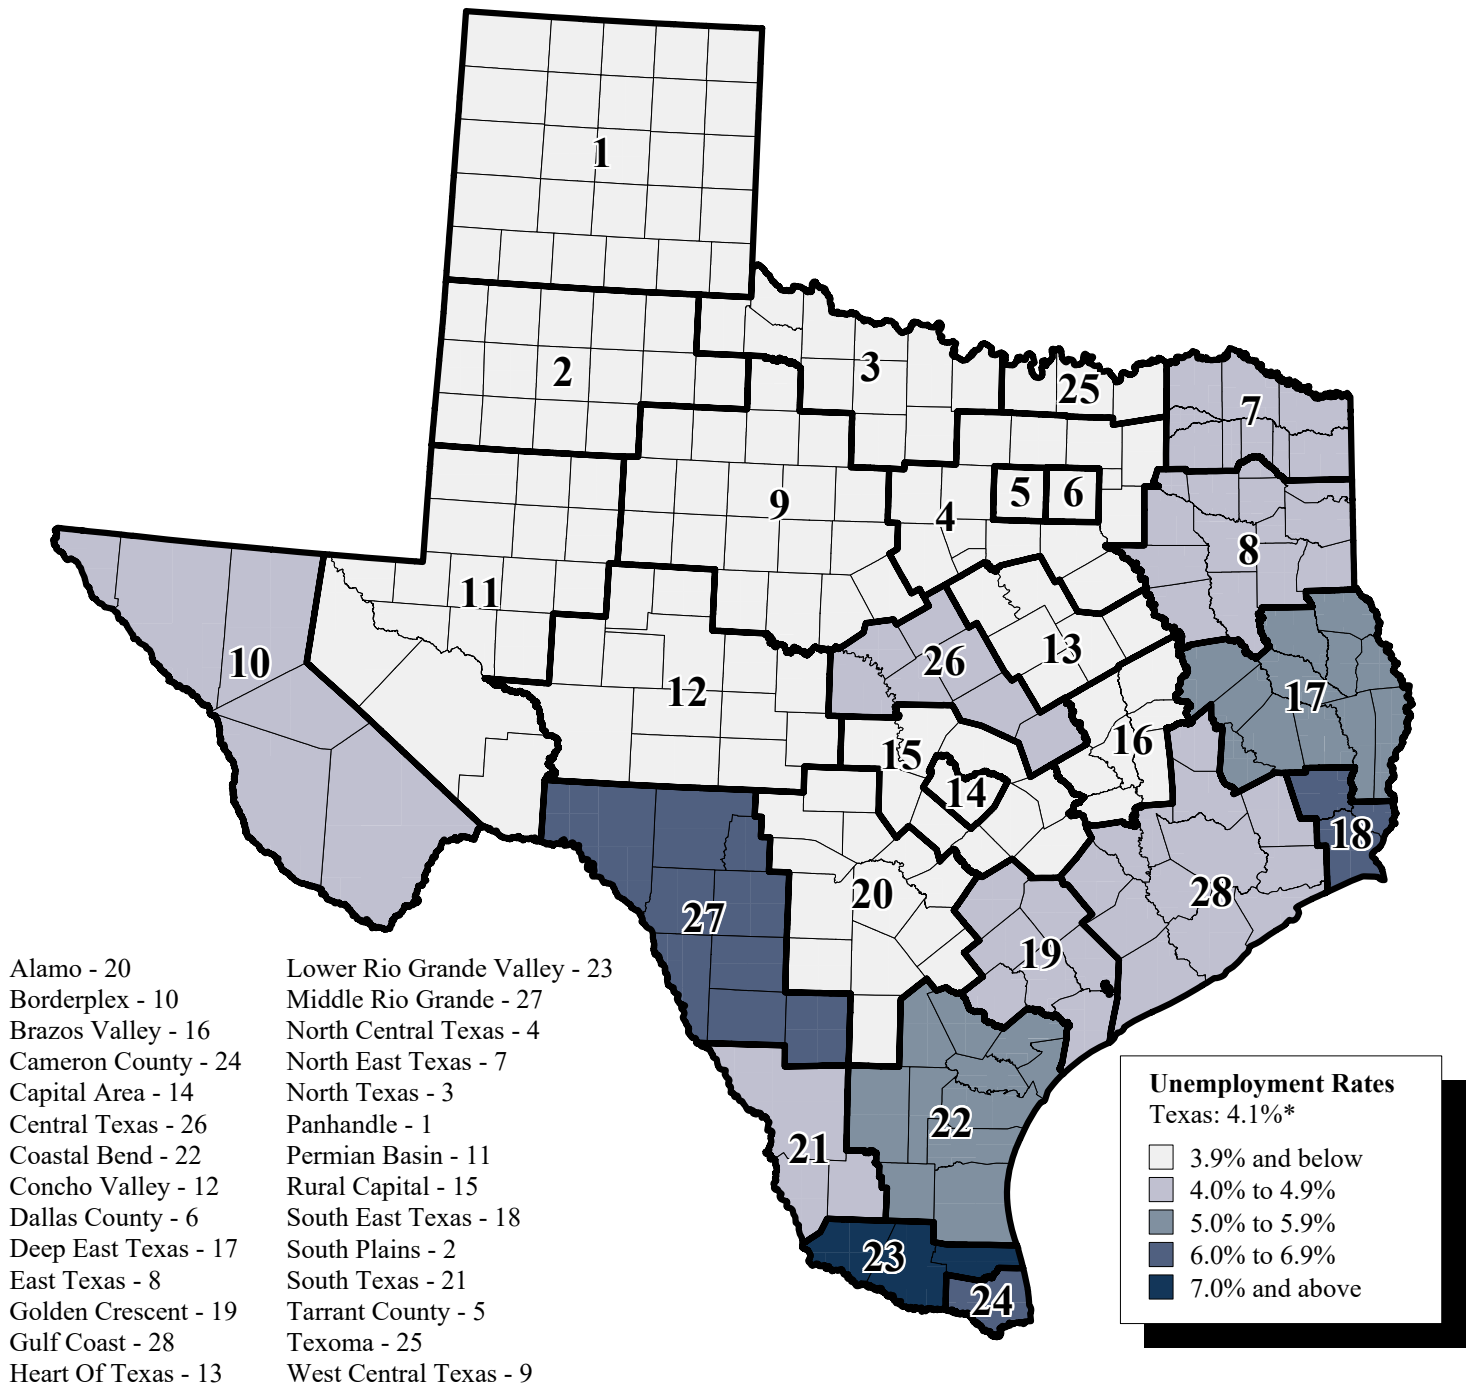 1
2
3
25
7
9
5
6
4
8
11
10
26
13
12
17
15
16
14
18
20
28
27
19
22
21
23
24
Alamo - 20
Borderplex - 10
Brazos Valley - 16
Cameron County - 24
Capital Area - 14
Central Texas - 26
Coastal Bend - 22
Concho Valley - 12
Dallas County - 6
Deep East Texas - 17
East Texas - 8
Golden Crescent - 19
Gulf Coast - 28
Heart Of Texas - 13
Lower Rio Grande Valley - 23
Middle Rio Grande - 27
North Central Texas - 4
North East Texas - 7
North Texas - 3
Panhandle - 1
Permian Basin - 11
Rural Capital - 15
South East Texas - 18
South Plains - 2
South Texas - 21
Tarrant County - 5
Texoma - 25
West Central Texas - 9
Unemployment Rates
Texas: 4.1%*
3.9% and below
4.0% to 4.9%
5.0% to 5.9%
6.0% to 6.9%
7.0% and above